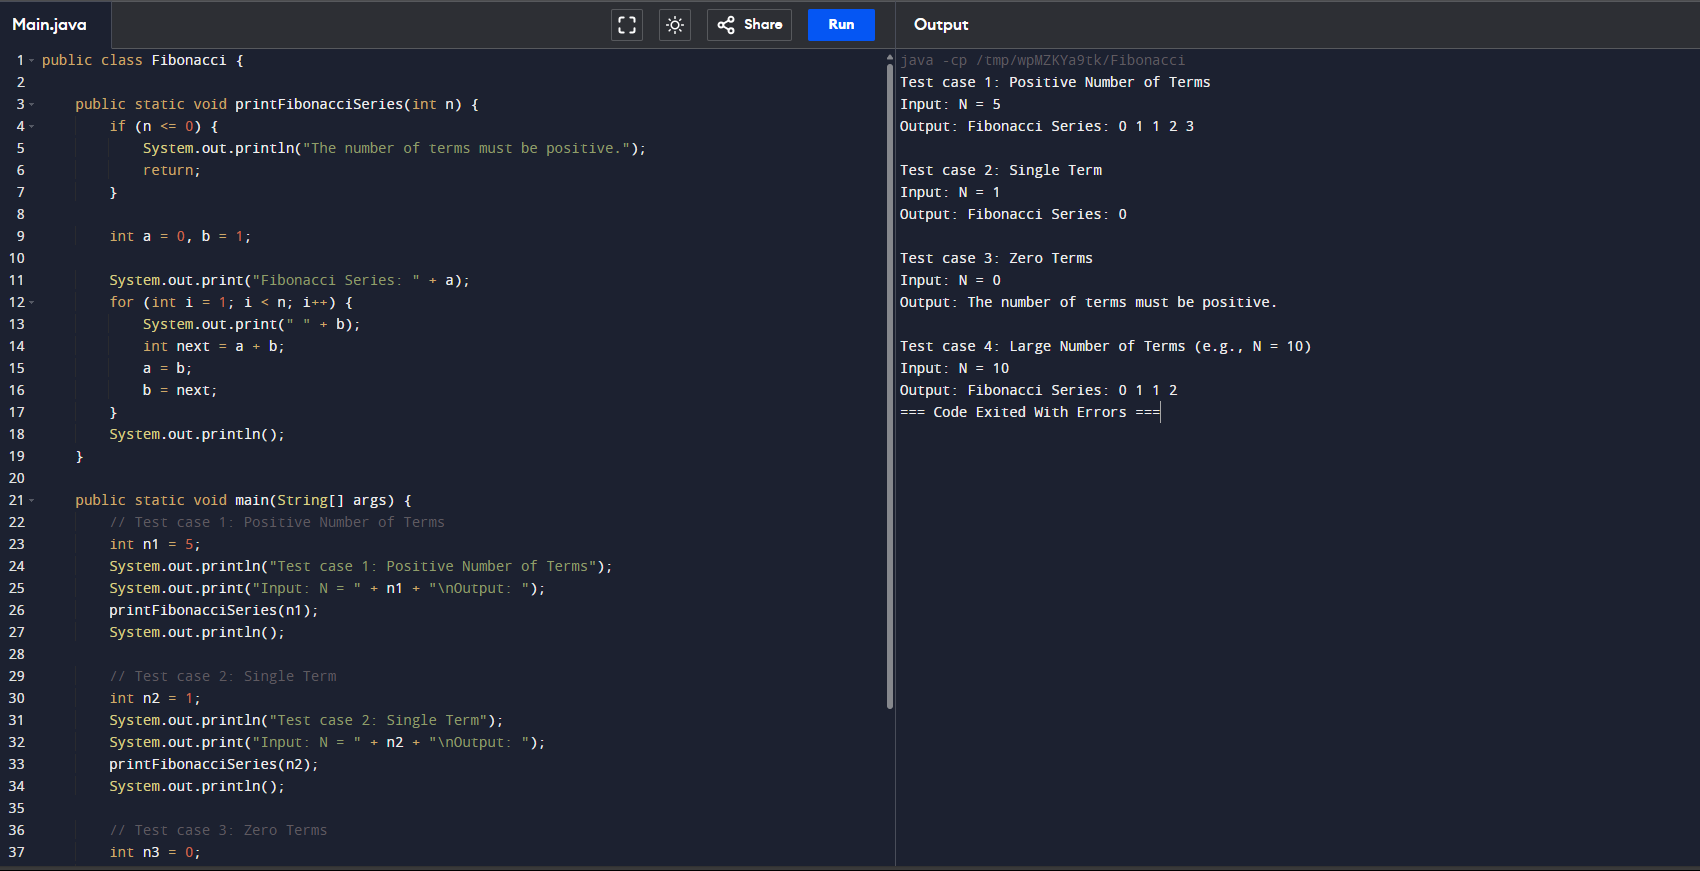 Main.java
Share
Run
Output
1 public class Fibonacci {
2
3     public static void printFibonacciSeries(int n) {
4         if (n <= 0) {
5             System.out.println("The number of terms must be positive.");
6             return;
7         }
8
9         int a = 0, b = 1;
10
11         System.out.print("Fibonacci Series: " + a);
12         for (int i = 1; i < n; i++) {
13             System.out.print(" " + b);
14             int next = a + b;
15             a = b;
16             b = next;
17         }
18         System.out.println();
19     }
20
21     public static void main(String[] args) {
22         // Test case 1: Positive Number of Terms
23         int n1 = 5;
24         System.out.println("Test case 1: Positive Number of Terms");
25         System.out.print("Input: N = " + n1 + "\nOutput: ");
26         printFibonacciSeries(n1);
27         System.out.println();
28
29         // Test case 2: Single Term
30         int n2 = 1;
31         System.out.println("Test case 2: Single Term");
32         System.out.print("Input: N = " + n2 + "\nOutput: ");
33         printFibonacciSeries(n2);
34         System.out.println();
35
36         // Test case 3: Zero Terms
37         int n3 = 0;
java -cp /tmp/wpMZKYa9tk/Fibonacci
Test case 1: Positive Number of Terms
Input: N = 5
Output: Fibonacci Series: 0 1 1 2 3

Test case 2: Single Term
Input: N = 1
Output: Fibonacci Series: 0

Test case 3: Zero Terms
Input: N = 0
Output: The number of terms must be positive.

Test case 4: Large Number of Terms (e.g., N = 10)
Input: N = 10
Output: Fibonacci Series: 0 1 1 2
=== Code Exited With Errors ===